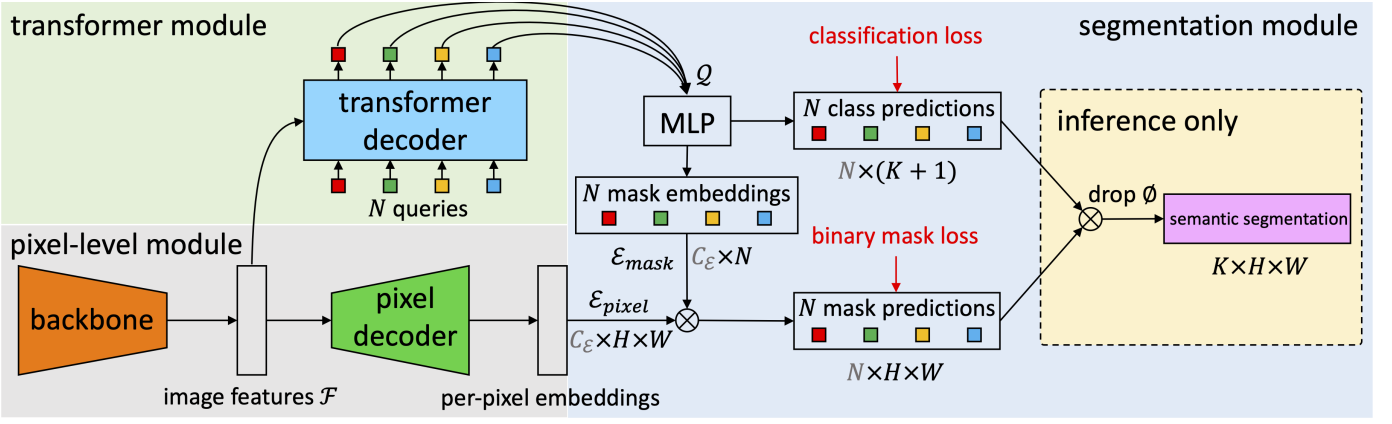 transformer module
transformer
decoder
N queries
pixel-level module
backbone
image features ℱ
pixel
decoder
per-pixel embeddings
segmentation module
𝒬
MLP
N mask embeddings
ℰmask
Cℰ×N
ℰpixel
Cℰ×H×W
classification loss
N class predictions
N×(K + 1)
binary mask loss
N mask predictions
N×H×W
inference only
drop ∅
semantic segmentation
K×H×W